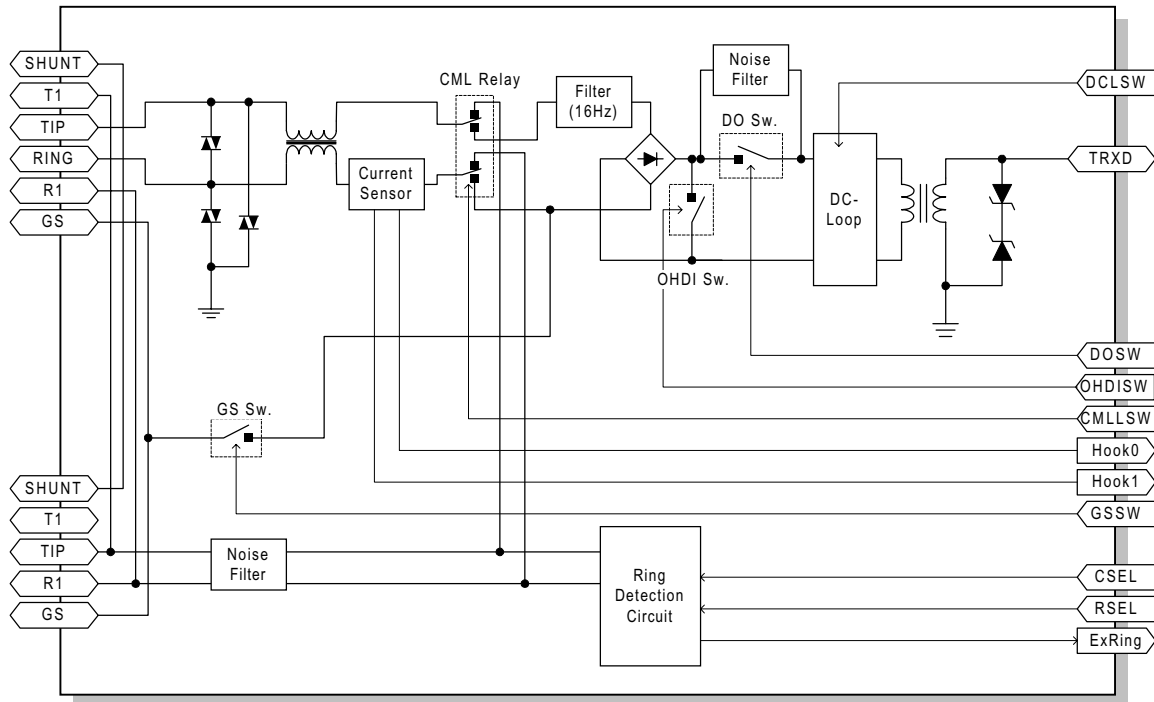 SHUNT
T1
TIP
RING
R1
GS
CML Relay
Current
Sensor
Filter
(16Hz)
Noise
Filter
DO Sw.
OHDI Sw.
DC-
Loop
DCLSW
TRXD
DOSW
OHDISW
CMLLSW
Hook0
Hook1
GSSW
GS Sw.
SHUNT
T1
TIP
R1
GS
Noise
Filter
Ring
Detection
Circuit
CSEL
RSEL
ExRing